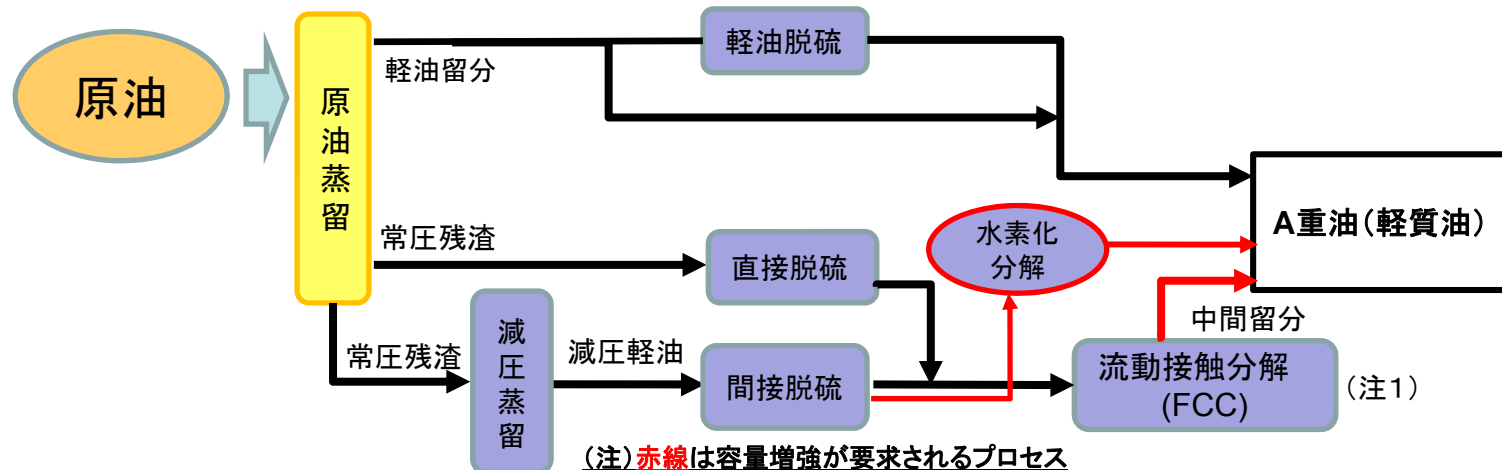 原油
原油蒸留
軽油留分
軽油脱硫
常圧残渣
直接脱硫
水素化
分解
A重油(軽質油)
常圧残渣
減圧蒸留
減圧軽油
間接脱硫
中間留分
流動接触分解
(FCC)
(注1)
(注)赤線は容量増強が要求されるプロセス